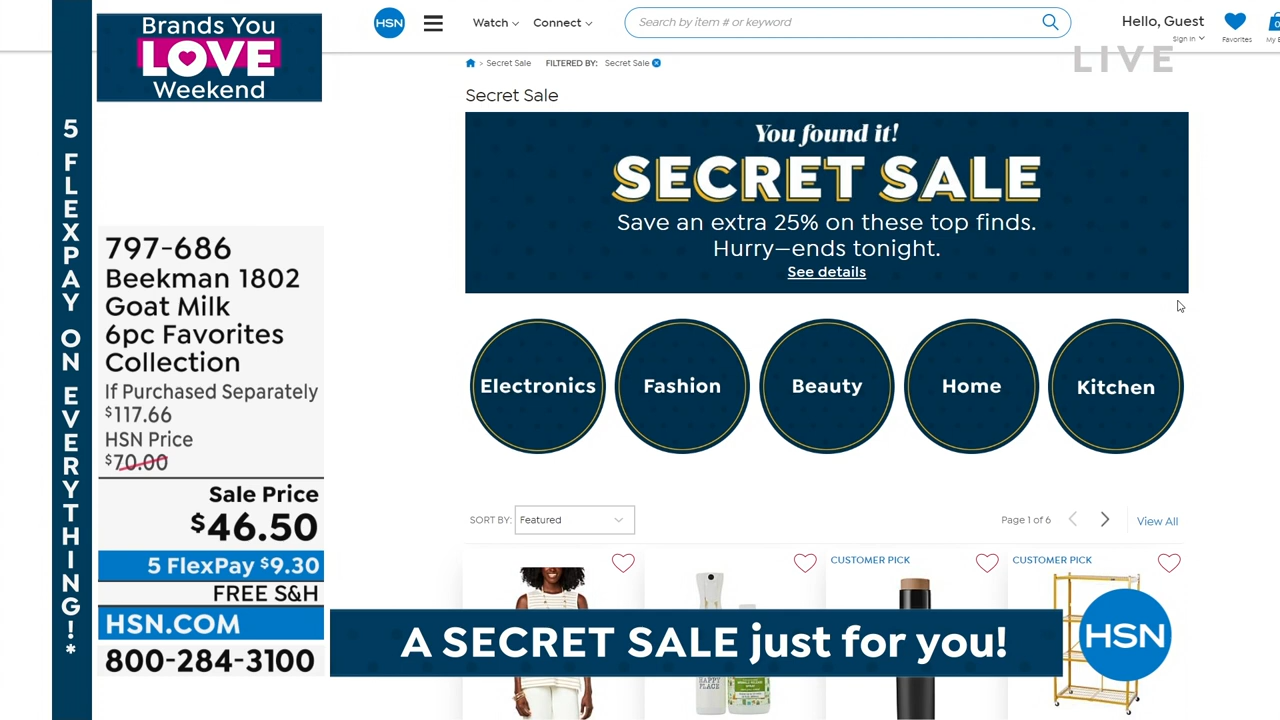 Brands You
LOVE
Weekend
5 FLEXPAY ON EVERYTHING!*
797-686
Beekman 1802
Goat Milk
6pc Favorites
Collection
If Purchased Separately
$117.66
HSN Price
$70.00
Sale Price
$46.50
5 FlexPay $9.30
FREE S&H
HSN.COM
800-284-3100
HSN
Watch
Connect
Search by item # or keyword
Hello, Guest
Sign In
Favorites
0
LIVE
> Secret Sale FILTERED BY: Secret Sale
Secret Sale
You found it!
SECRET SALE
Save an extra 25% on these top finds.
Hurry—ends tonight.
See details
Electronics
Fashion
Beauty
Home
Kitchen
SORT BY: Featured
Page 1 of 6
View All
CUSTOMER PICK
CUSTOMER PICK
HAPPY
PLACE
A SECRET SALE just for you!
HSN